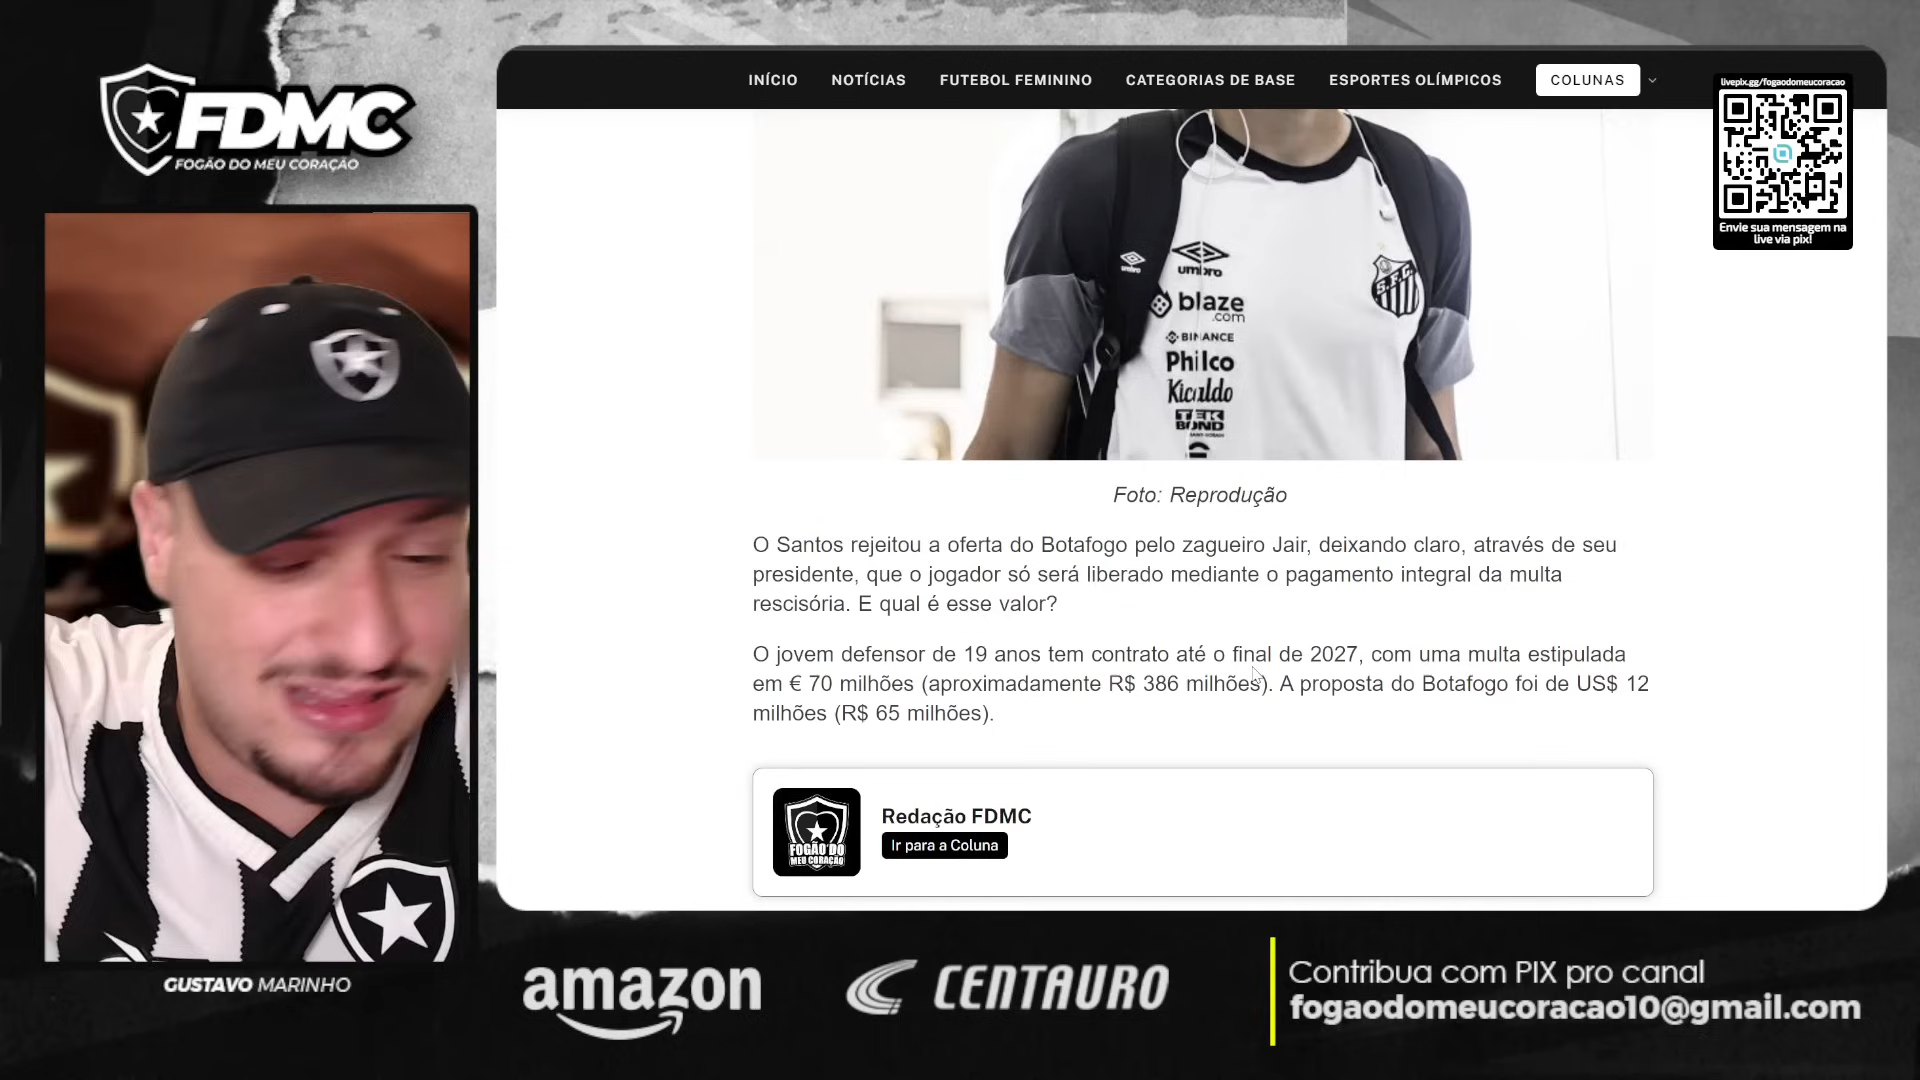 FDMC
FOGÃO DO MEU CORAÇÃO
INÍCIO NOTÍCIAS FUTEBOL FEMININO CATEGORIAS DE BASE ESPORTES OLÍMPICOS COLUNAS
livepix.gg/fogaodomeucoracao
Envie sua mensagem na
live via pix!
umbro
umbro
blaze
.com
BINANCE
Philco
Kicaldo
TEK
BOND
S.F.C
Foto: Reprodução
O Santos rejeitou a oferta do Botafogo pelo zagueiro Jair, deixando claro, através de seu
presidente, que o jogador só será liberado mediante o pagamento integral da multa
rescisória. E qual é esse valor?
O jovem defensor de 19 anos tem contrato até o final de 2027, com uma multa estipulada
em € 70 milhões (aproximadamente R$ 386 milhões). A proposta do Botafogo foi de US$ 12
milhões (R$ 65 milhões).
FOGÃO DO
MEU CORAÇÃO
Redação FDMC
Ir para a Coluna
GUSTAVO MARINHO
amazon
CENTAURO
Contribua com PIX pro canal
fogaodomeucoracao10@gmail.com